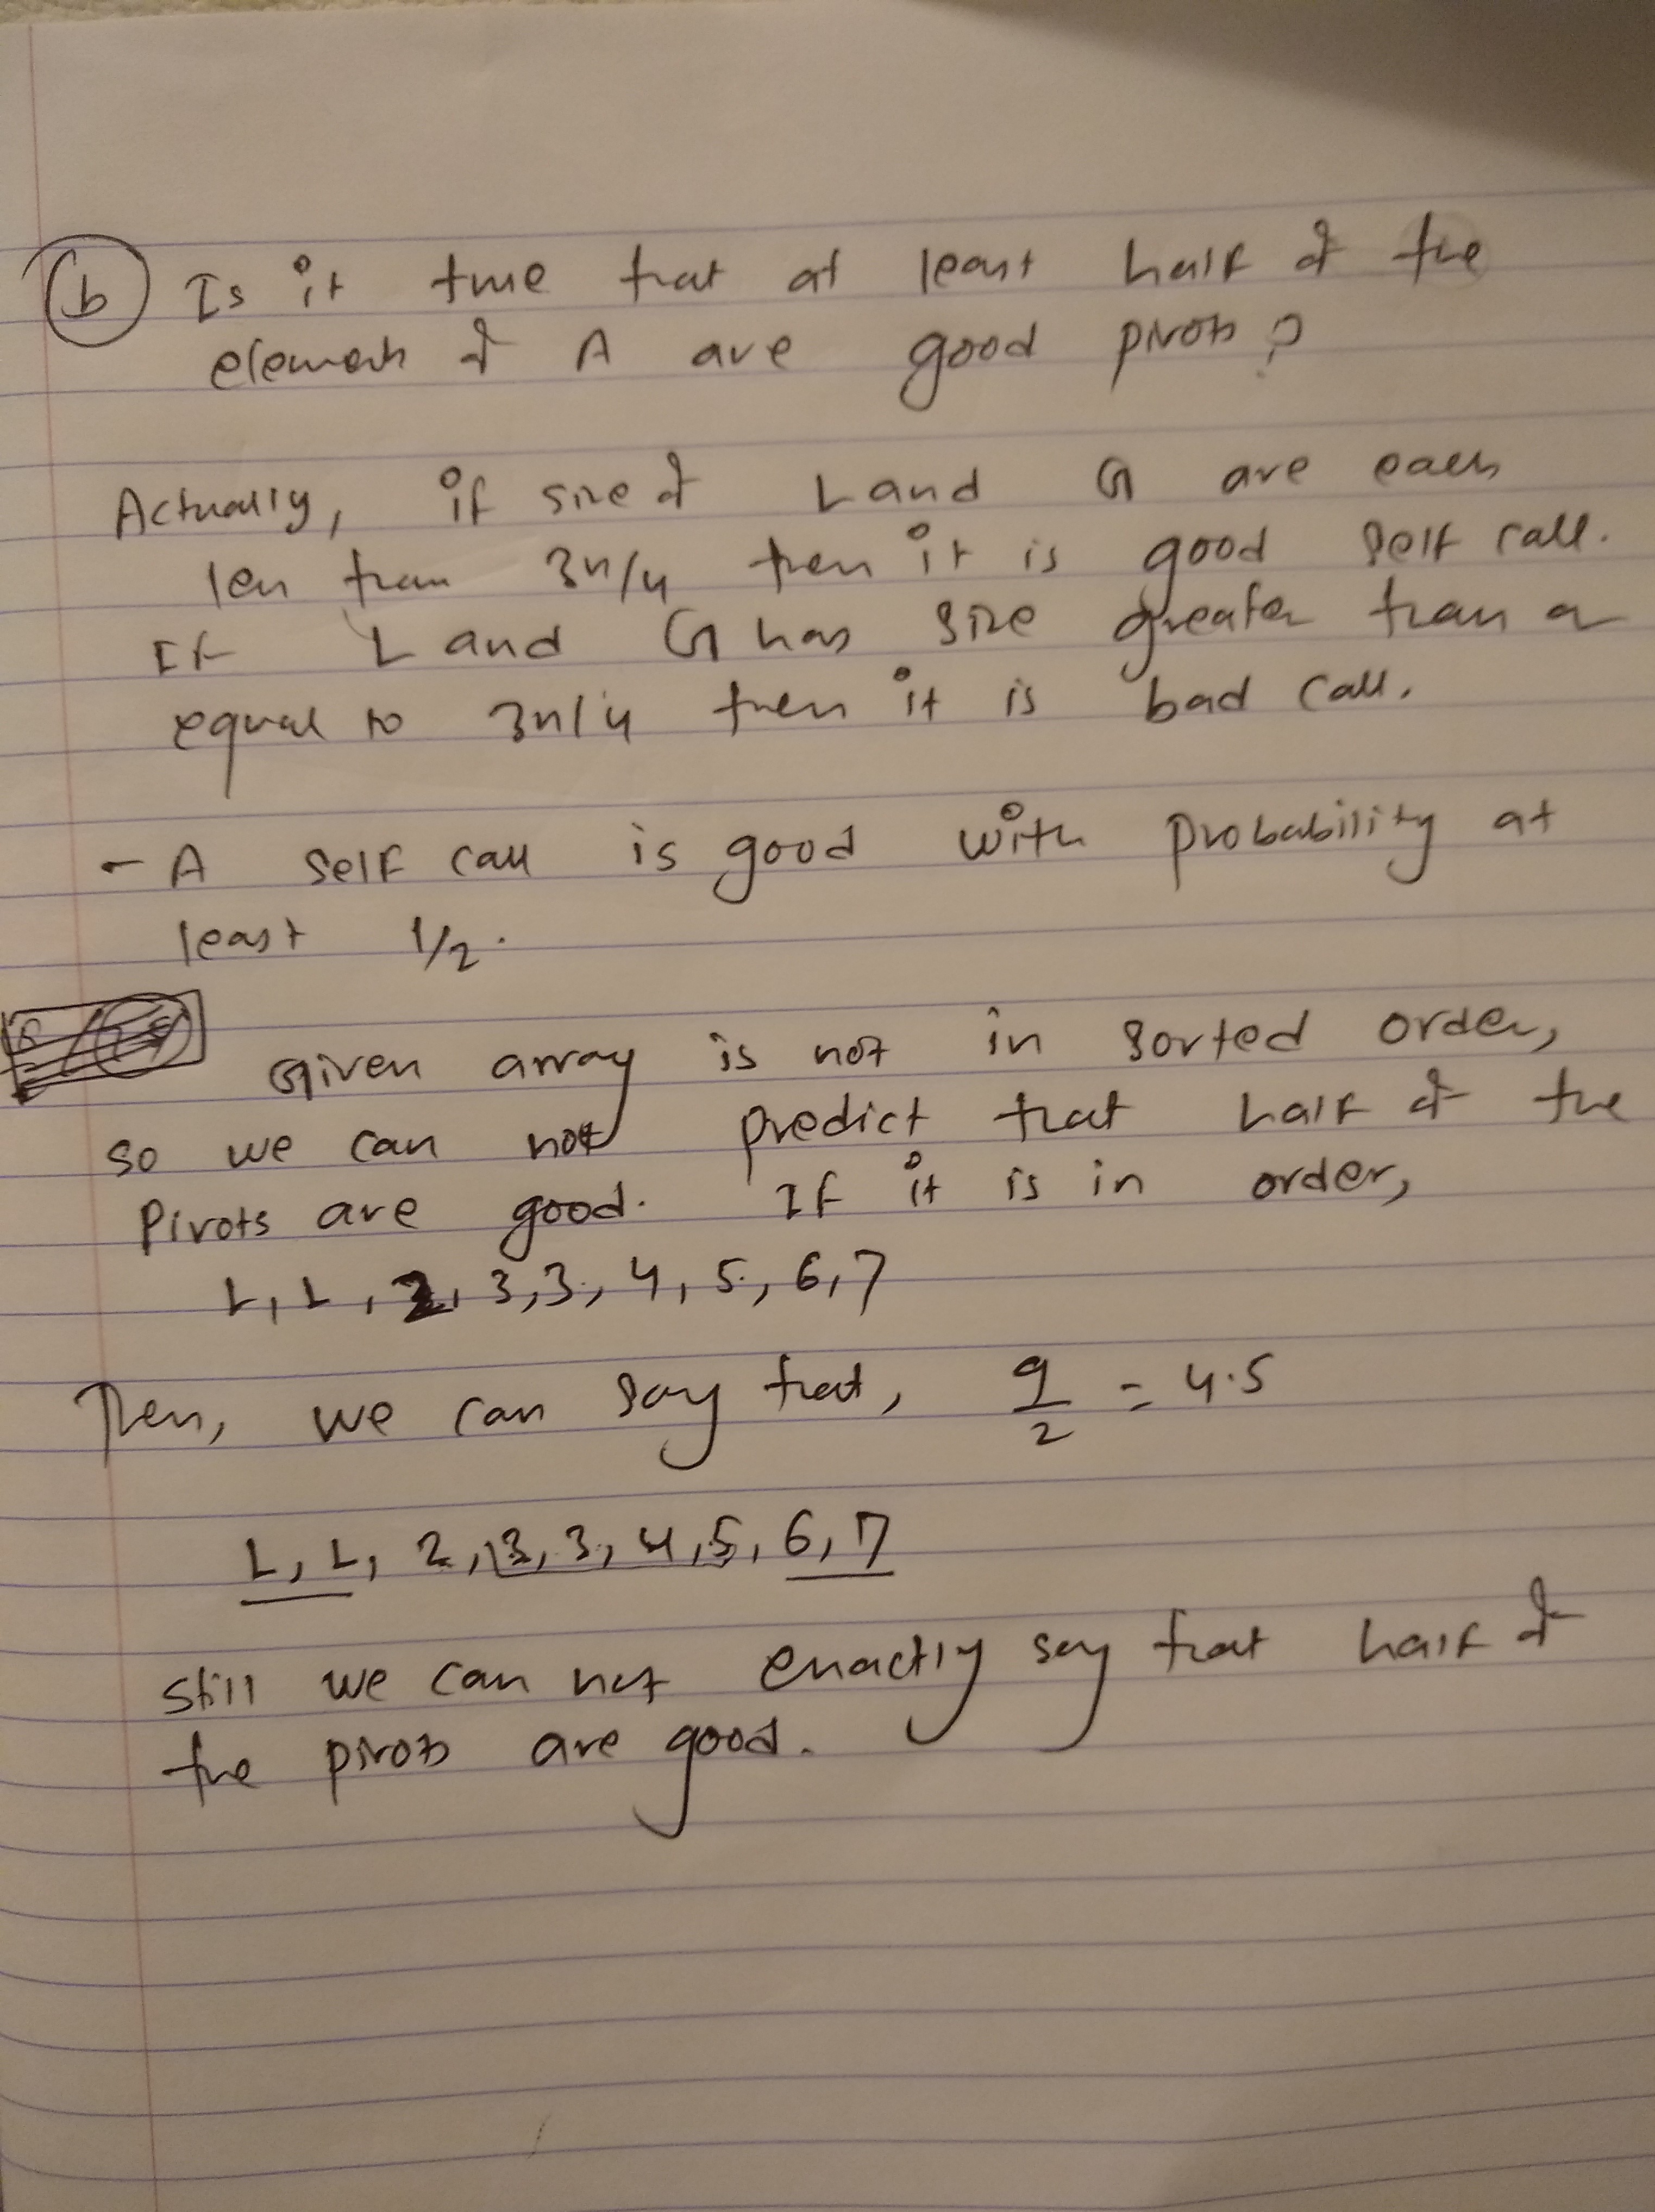 (b) Is it true that at least half of the
elements of A are good pivots?
Actually, if size of L and G are each
less than 3n/4 then it is good self call.
If L and G has size greater than or
equal to 3n/4 then it is bad call.
- A self call is good with probability at
least 1/2.
Given array is not in sorted order,
so we can not predict that half of the
Pivots are good. If it is in order,
1, 1, 2, 3, 3, 4, 5, 6, 7
Then, we can say that, 9/2 = 4.5
1, 1, 2, 3, 3, 4, 5, 6, 7
still we can not exactly say that half of
the pivots are good.